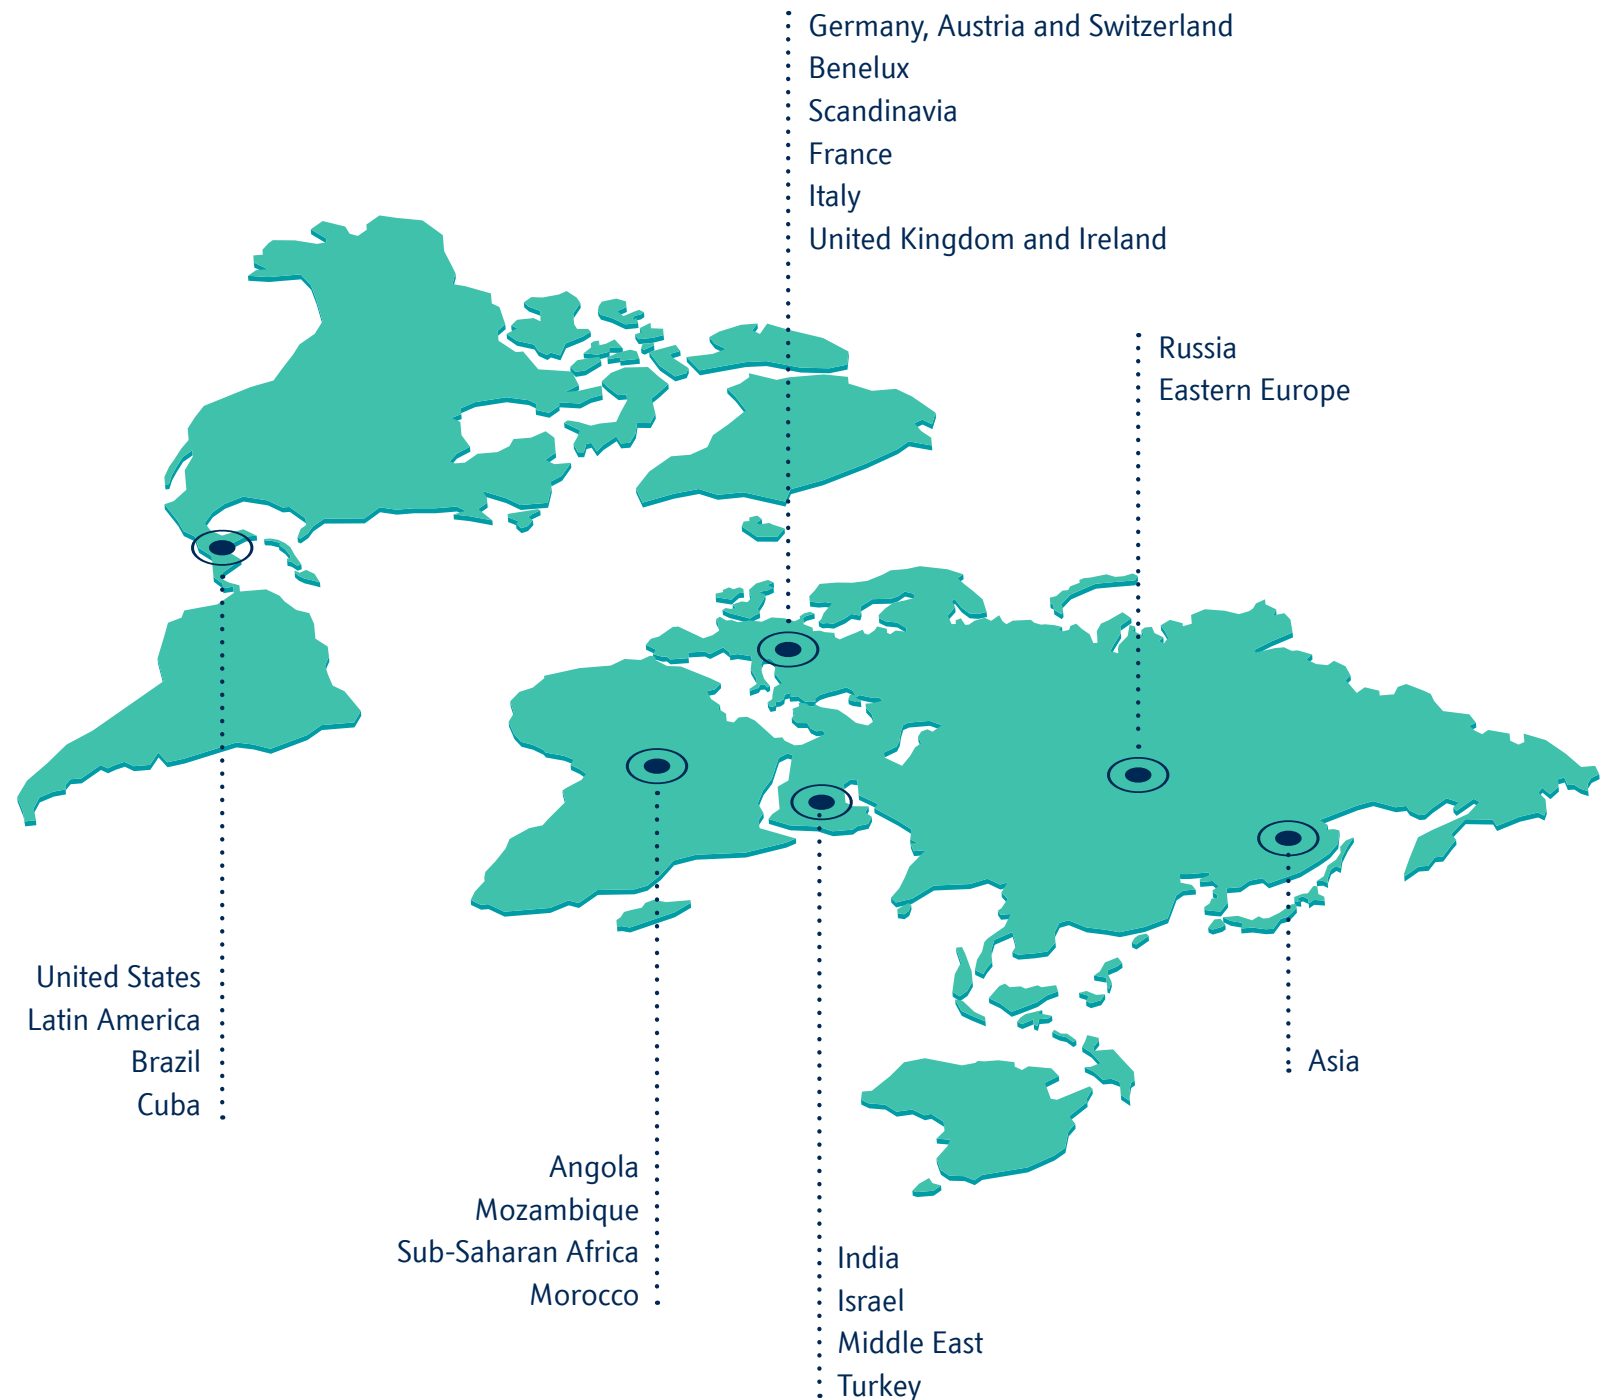 Germany, Austria and Switzerland
Benelux
Scandinavia
France
Italy
United Kingdom and Ireland
Russia
Eastern Europe
United States
Latin America
Brazil
Cuba
Asia
Angola
Mozambique
Sub-Saharan Africa
Morocco
India
Israel
Middle East
Turkey